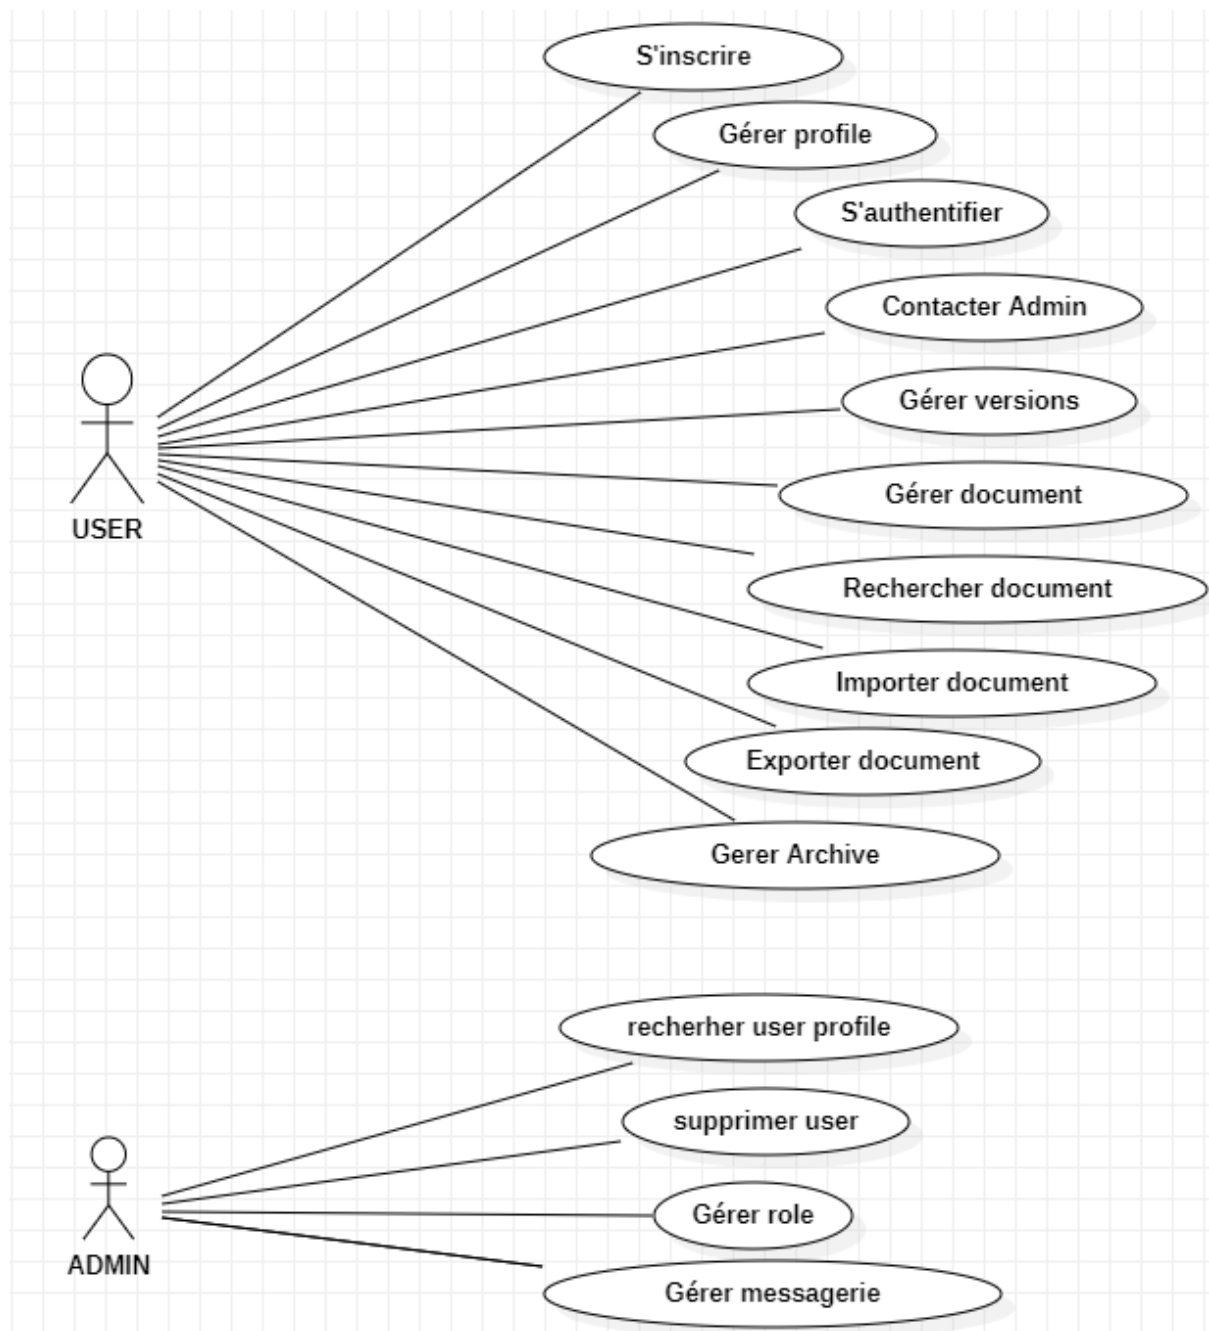 S'inscrire
Gérer profile
S'authentifier
Contacter Admin
Gérer versions
Gérer document
USER
Rechercher document
Importer document
Exporter document
Gerer Archive
recherher user profile
supprimer user
Gérer role
ADMIN
Gérer messagerie